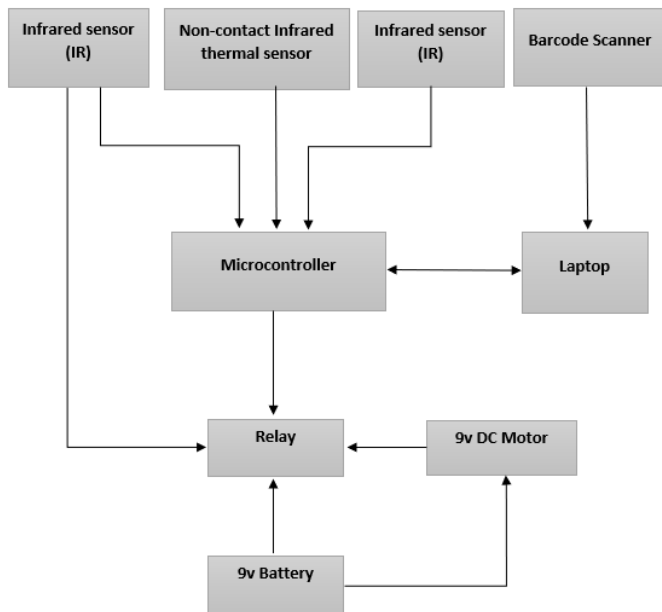 Infrared sensor
(IR)
Non-contact Infrared
thermal sensor
Infrared sensor
(IR)
Barcode Scanner
Microcontroller
Laptop
Relay
9v DC Motor
9v Battery